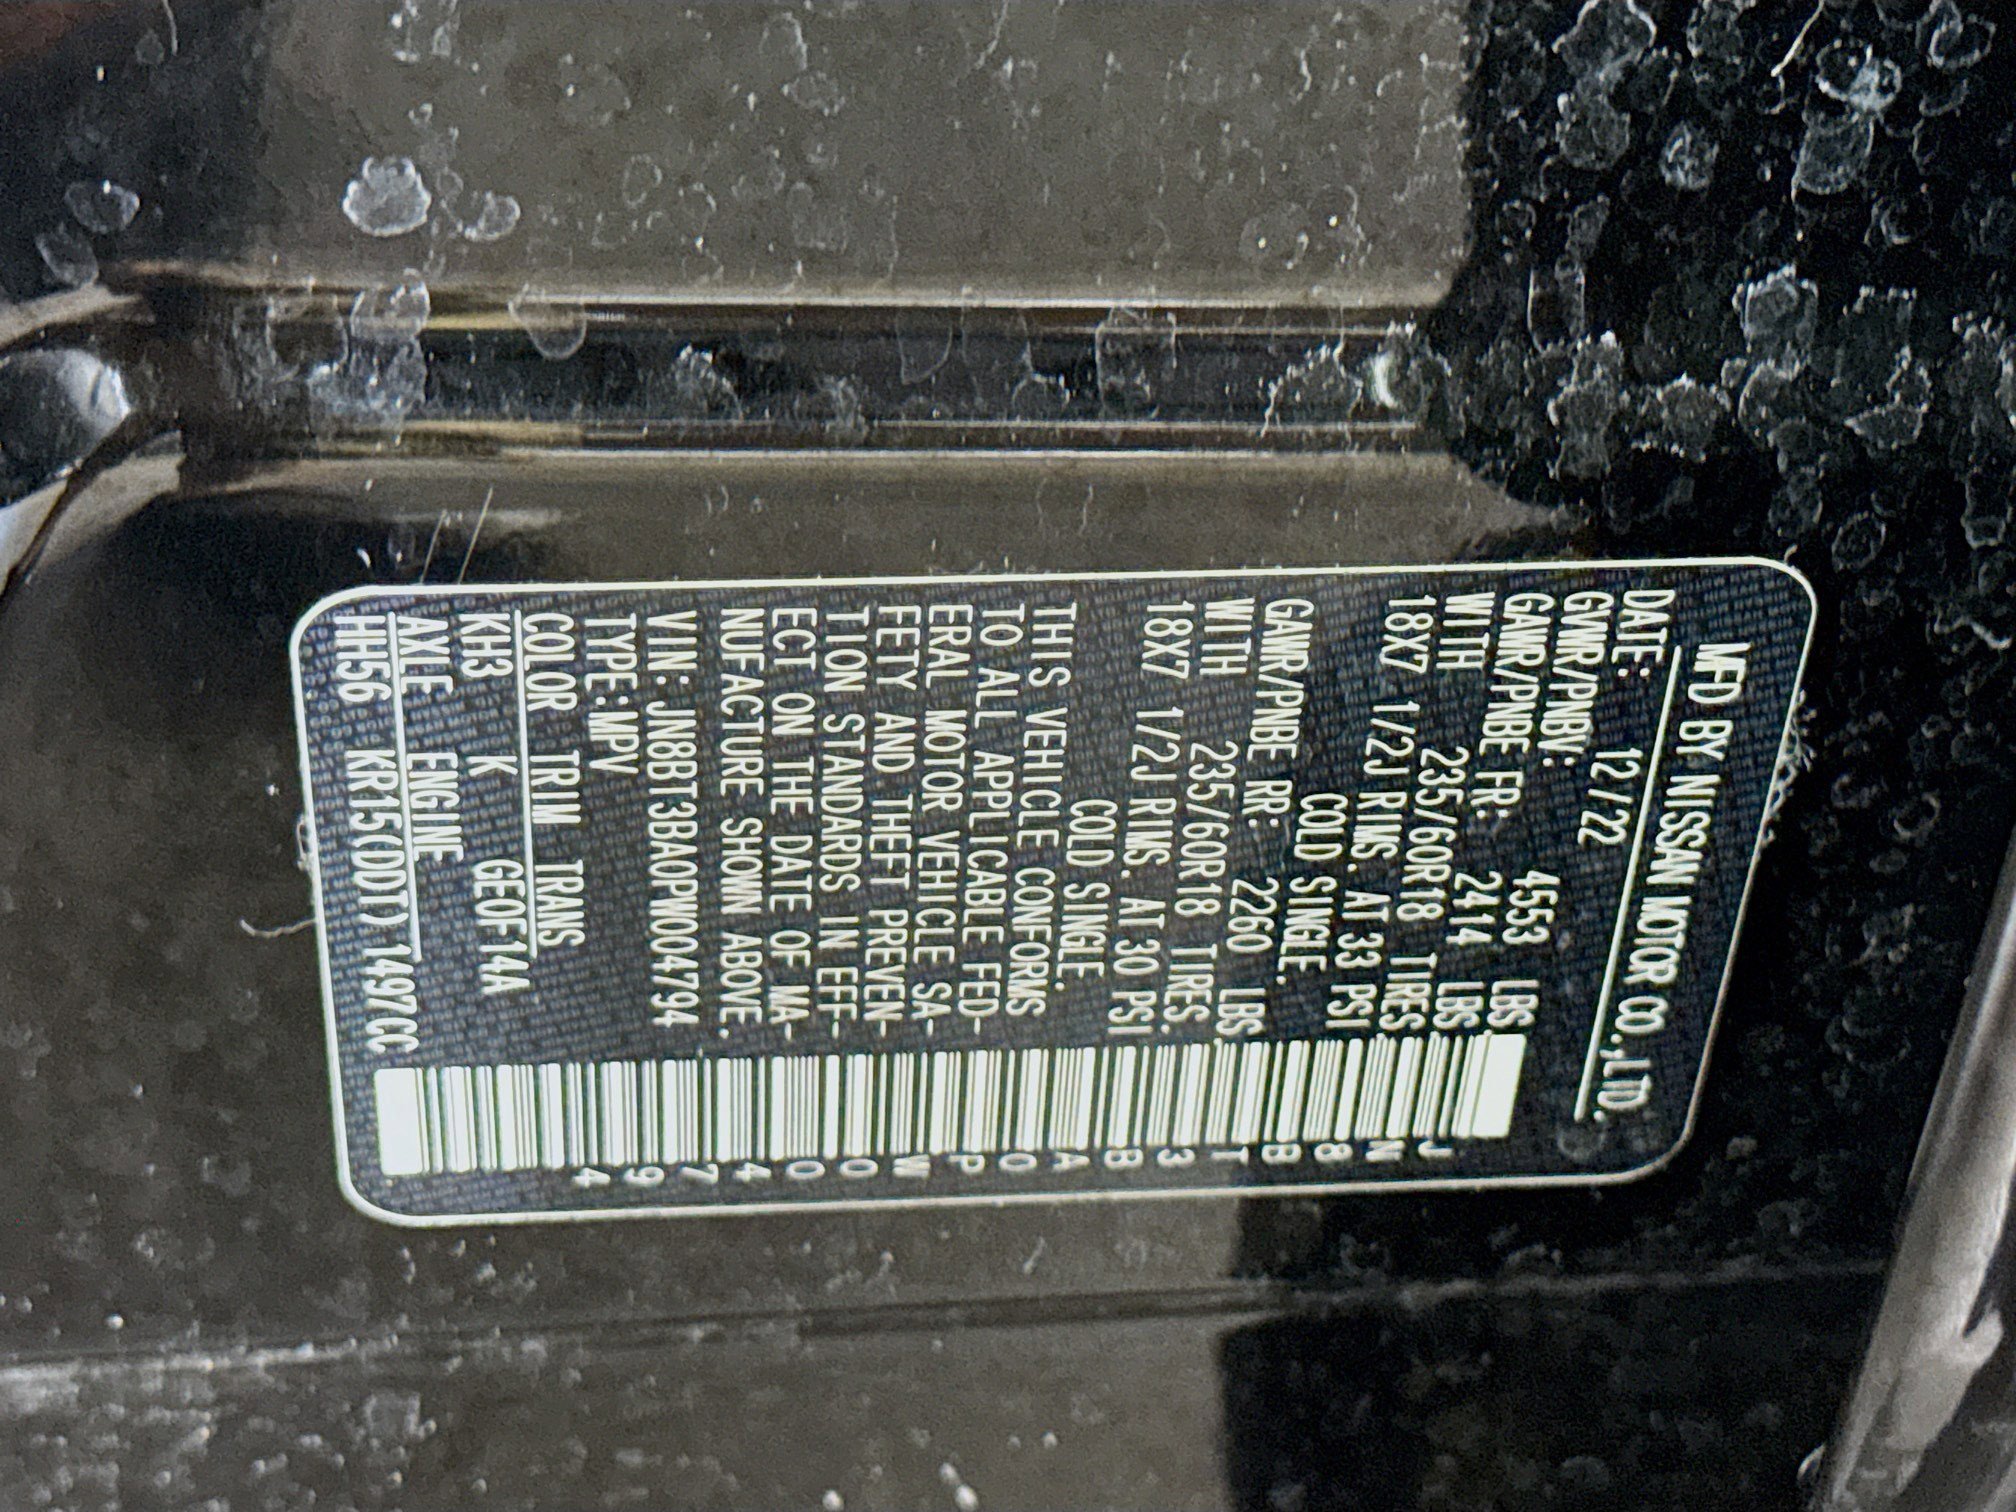 MFD BY NISSAN MOTOR CO.,LTD.
DATE: 12/22
GVWR/PNBV: 4553 LBS
GAWR/PNBE FR: 2414 LBS
WITH 235/60R18 TIRES
18X7 1/2J RIMS. AT 33 PSI
COLD SINGLE.
GAWR/PNBE RR: 2260 LBS
WITH 235/60R18 TIRES.
18X7 1/2J RIMS. AT 30 PSI
COLD SINGLE.
THIS VEHICLE CONFORMS
TO ALL APPLICABLE FED-
ERAL MOTOR VEHICLE SA-
FETY AND THEFT PREVEN-
TION STANDARDS IN EFF-
ECT ON THE DATE OF MA-
NUFACTURE SHOWN ABOVE.
VIN: JN8BT3BA0PW004794
TYPE:MPV
COLOR TRIM TRANS
KH3 K GE0F14A
AXLE ENGINE
HH56 KR15(DDT) 1497CC
JN8BT3BA0PW004794